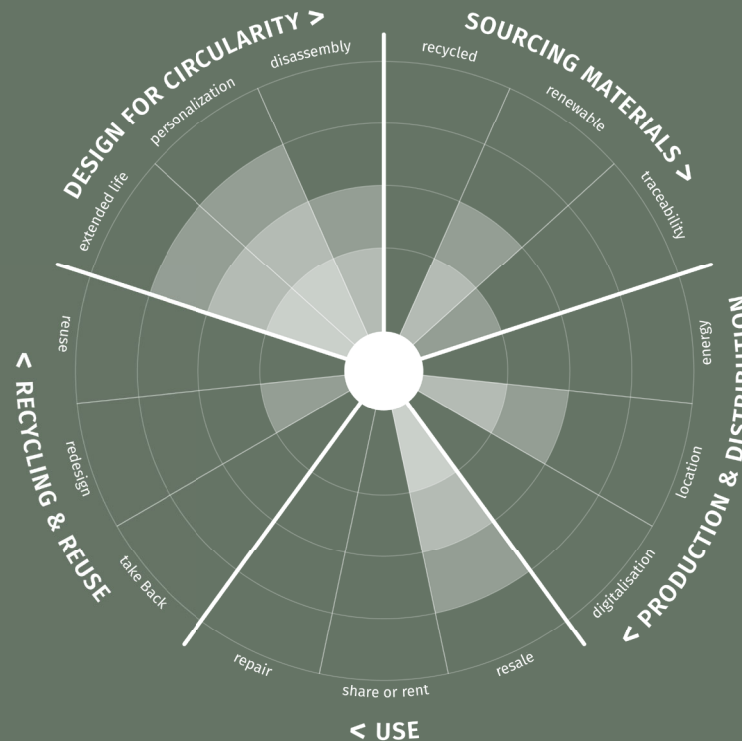 DESIGN FOR CIRCULARITY >
extended life
personalization
disassembly
SOURCING MATERIALS >
recycled
renewable
traceability
energy
location
digitalisation
< PRODUCTION &
resale
share or rent
repair
< USE
take Back
redesign
reuse
< RECYCLING & REUSE